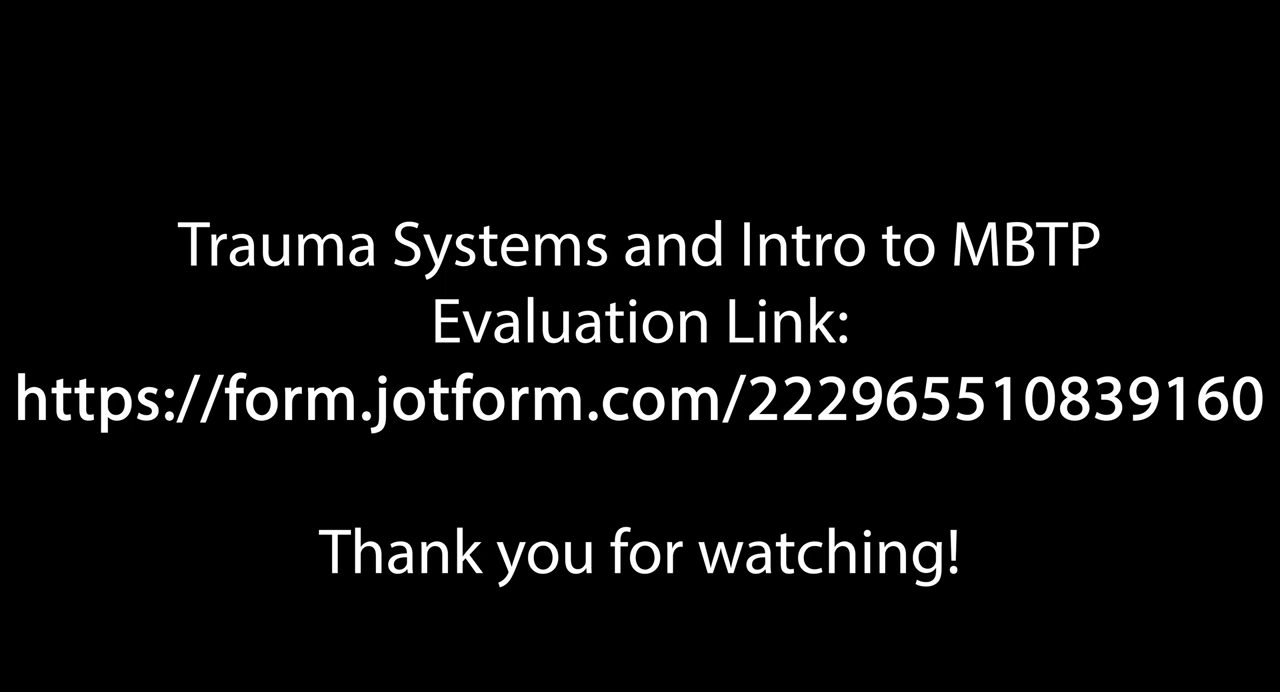 Trauma Systems and Intro to MBTP
Evaluation Link:
https://form.jotform.com/222965510839160
Thank you for watching!